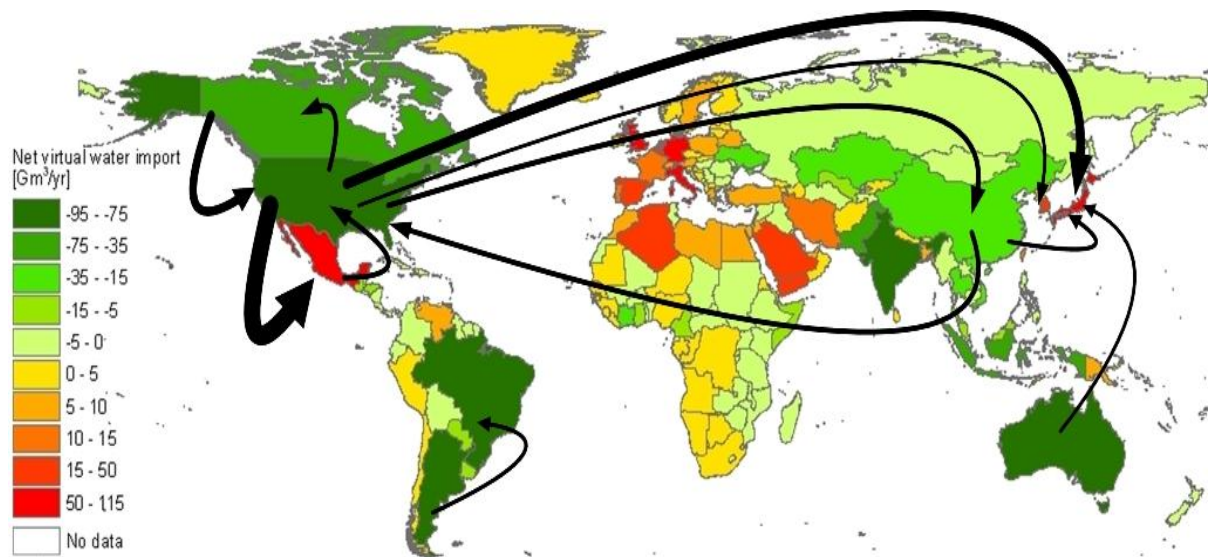 Net virtual water import
[Gm³/yr]
-95 - -75
-75 - -35
-35 - -15
-15 - -5
-5 - 0
0 - 5
5 - 10
10 - 15
15 - 50
50 - 115
No data